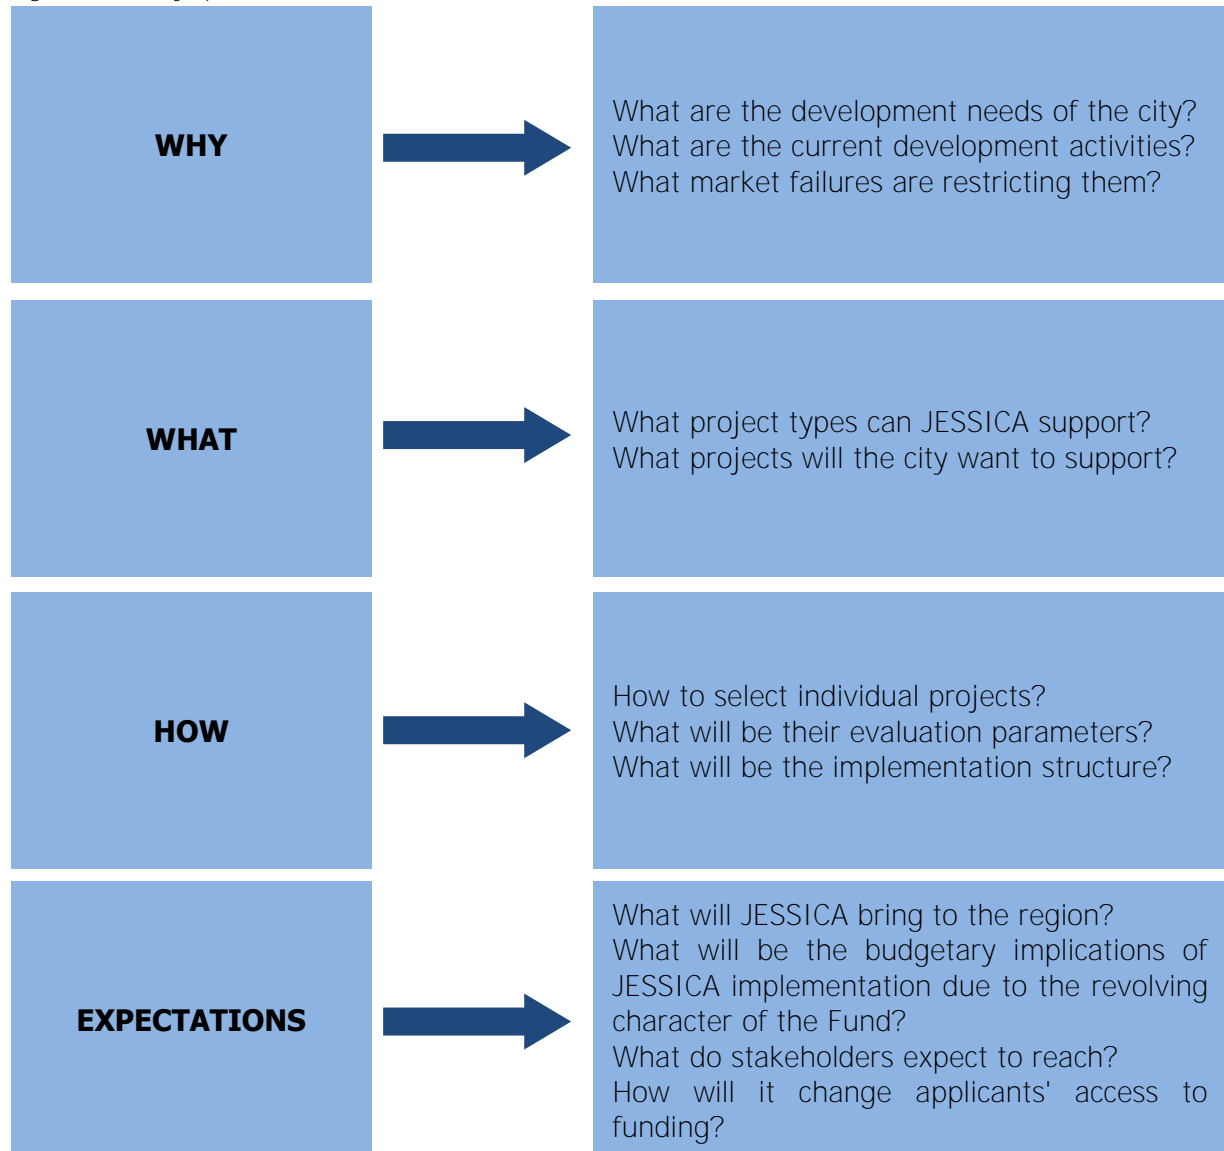 WHY
What are the development needs of the city?
What are the current development activities?
What market failures are restricting them?
WHAT
What project types can JESSICA support?
What projects will the city want to support?
HOW
How to select individual projects?
What will be their evaluation parameters?
What will be the implementation structure?
EXPECTATIONS
What will JESSICA bring to the region?
What will be the budgetary implications of
JESSICA implementation due to the revolving
character of the Fund?
What do stakeholders expect to reach?
How will it change applicants' access to
funding?